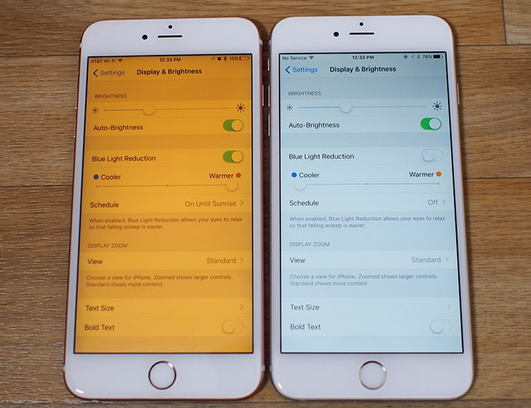 AT&T Wi-Fi 12:33 PM 15%
Settings Display & Brightness
BRIGHTNESS
Auto-Brightness
Blue Light Reduction
Cooler Warmer
Schedule On Until Sunrise
When enabled, Blue Light Reduction allows your eyes to relax
so that falling asleep is easier.
DISPLAY ZOOM
View Standard
Choose a view for iPhone. Zoomed shows larger controls.
Standard shows more content.
Text Size
Bold Text
No Service 12:33 PM 76%
Settings Display & Brightness
BRIGHTNESS
Auto-Brightness
Blue Light Reduction
Cooler Warmer
Schedule Off
When enabled, Blue Light Reduction allows your eyes to relax
so that falling asleep is easier.
DISPLAY ZOOM
View Standard
Choose a view for iPhone. Zoomed shows larger controls.
Standard shows more content.
Text Size
Bold Text